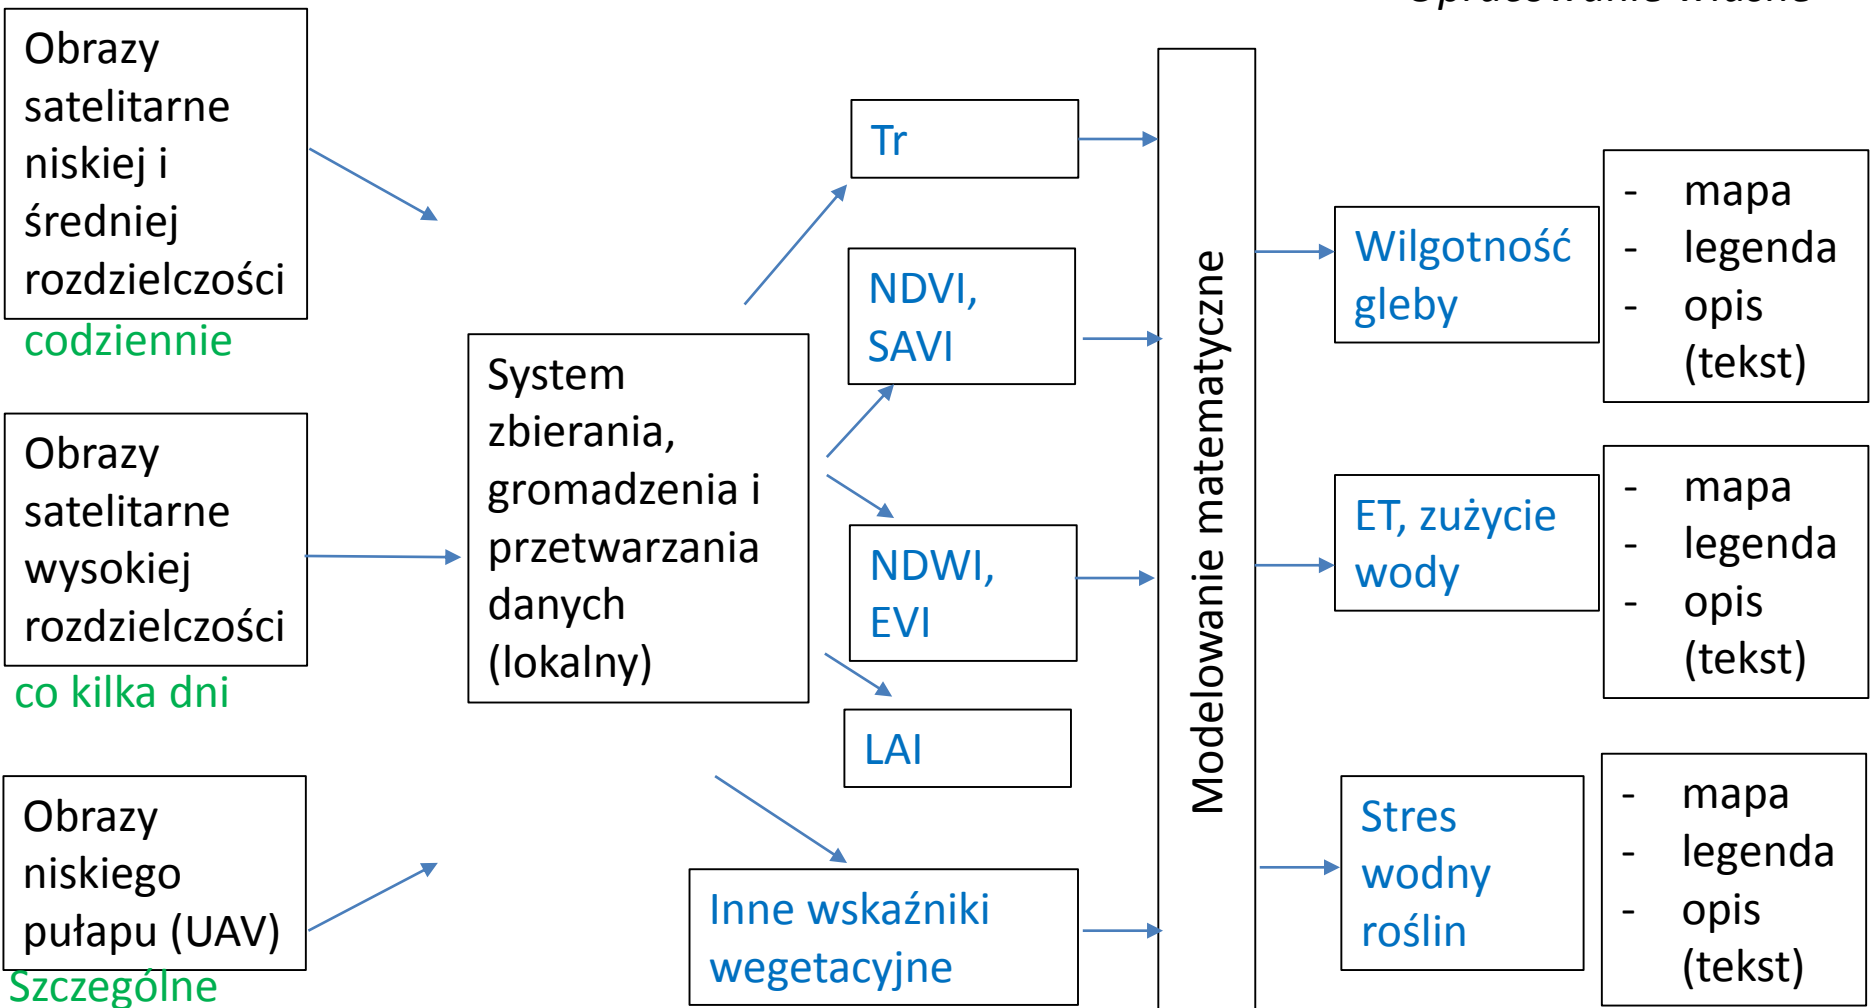 Opracowanie własne
Obrazy
satelitarne
niskiej i
średniej
rozdzielczości
codziennie
Obrazy
satelitarne
wysokiej
rozdzielczości
co kilka dni
Obrazy
niskiego
pułapu (UAV)
Szczególne
System
zbierania,
gromadzenia i
przetwarzania
danych
(lokalny)
Tr
NDVI,
SAVI
NDWI,
EVI
LAI
Inne wskaźniki
wegetacyjne
Modelowanie matematyczne
Wilgotność
gleby
- mapa
- legenda
- opis
(tekst)
ET, zużycie
wody
- mapa
- legenda
- opis
(tekst)
Stres
wodny
roślin
- mapa
- legenda
- opis
(tekst)